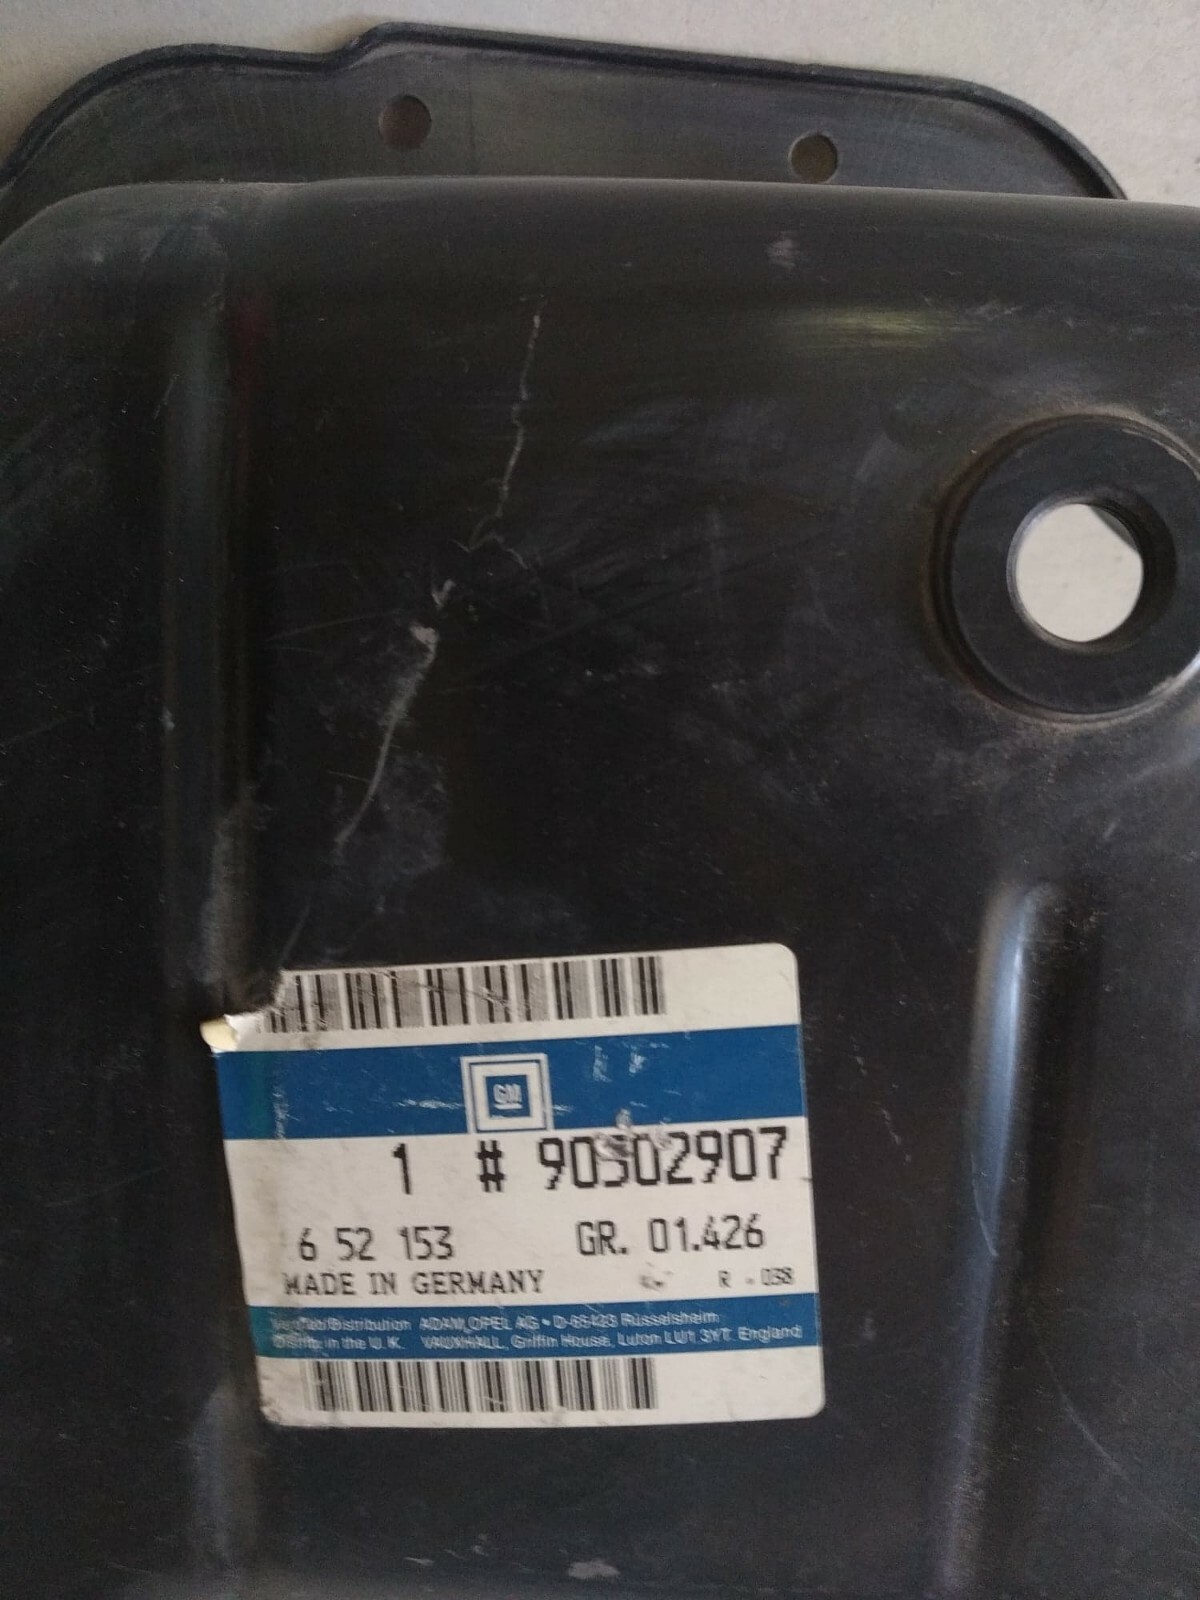 GM
1 # 90502907
6 52 153 GR. 01.426
MADE IN GERMANY R - 038
Vertrieb/Distribution ADAM OPEL AG • D-65423 Rüsselsheim
Distrib. in the U.K. VAUXHALL, Griffin House, Luton LU1 3YT. England